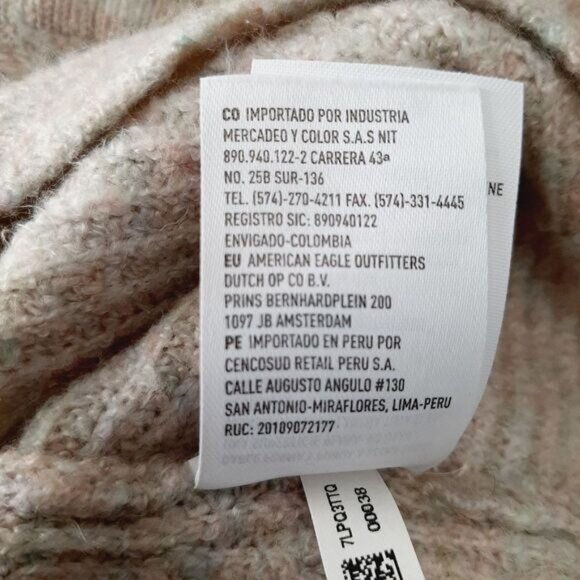 CO IMPORTADO POR INDUSTRIA
MERCADEO Y COLOR S.A.S NIT
890.940.122-2 CARRERA 43ª
NO. 25B SUR-136
TEL. (574)-270-4211 FAX. (574)-331-4445
REGISTRO SIC: 890940122
ENVIGADO-COLOMBIA
EU AMERICAN EAGLE OUTFITTERS
DUTCH OP CO B.V.
PRINS BERNHARDPLEIN 200
1097 JB AMSTERDAM
PE IMPORTADO EN PERU POR
CENCOSUD RETAIL PERU S.A.
CALLE AUGUSTO ANGULO #130
SAN ANTONIO-MIRAFLORES, LIMA-PERU
RUC: 20109072177
NE
7LPQ3TTQ
00038